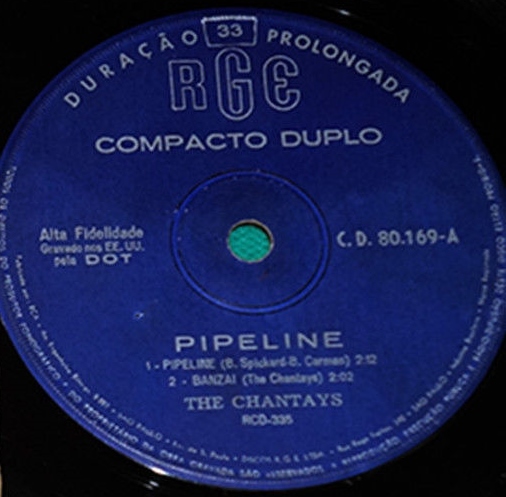 DURAÇÃO 33 PROLONGADA
RGE
COMPACTO DUPLO
Alta Fidelidade
Gravado nos EE. UU.
pela DOT
C.D. 80.169-A
PIPELINE
1 - PIPELINE (B. Spickard-B. Carman) 2:12
2 - BANZAI (The Chantays) 2:02
THE CHANTAYS
RCD-335